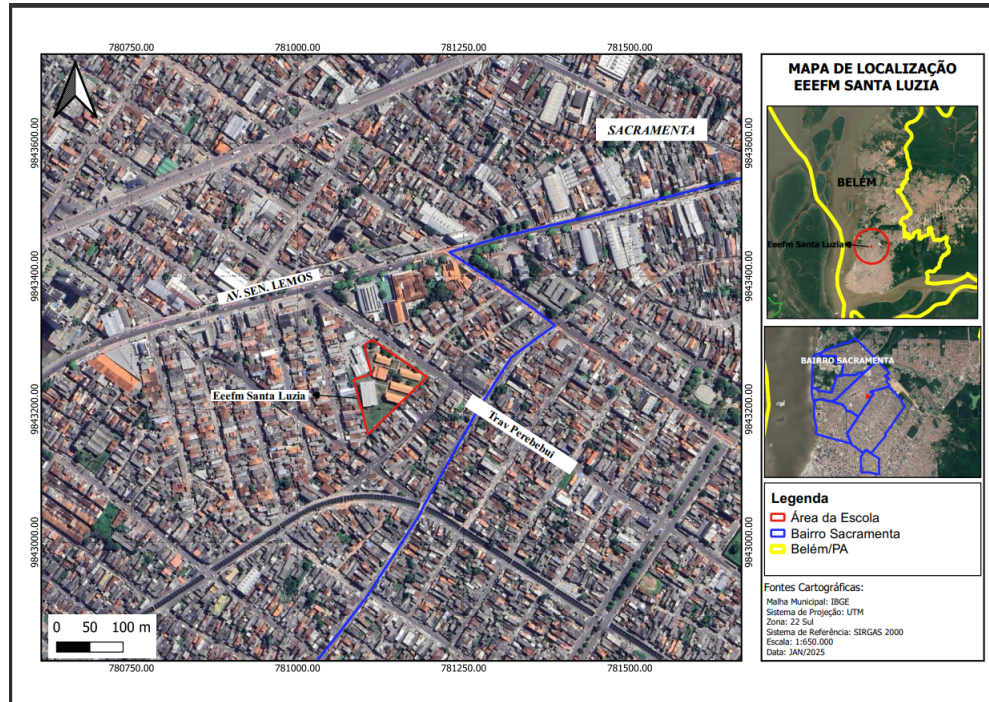 780750.00
781000.00
781250.00
781500.00
9843600.00
9843400.00
9843200.00
9843000.00
SACRAMENTA
AV. SEN. LEMOS
Eeefm Santa Luzia
Trav Perebebui
0 50 100 m
9843600.00
9843400.00
9843200.00
9843000.00
780750.00
781000.00
781250.00
781500.00
MAPA DE LOCALIZAÇÃO
EEEFM SANTA LUZIA
BELÉM
Eeefm Santa Luzia
BAIRRO SACRAMENTA
Legenda
Área da Escola
Bairro Sacramenta
Belém/PA
Fontes Cartográficas:
Malha Municipal: IBGE
Sistema de Projeção: UTM
Zona: 22 Sul
Sistema de Referência: SIRGAS 2000
Escala: 1:650.000
Data: JAN/2025